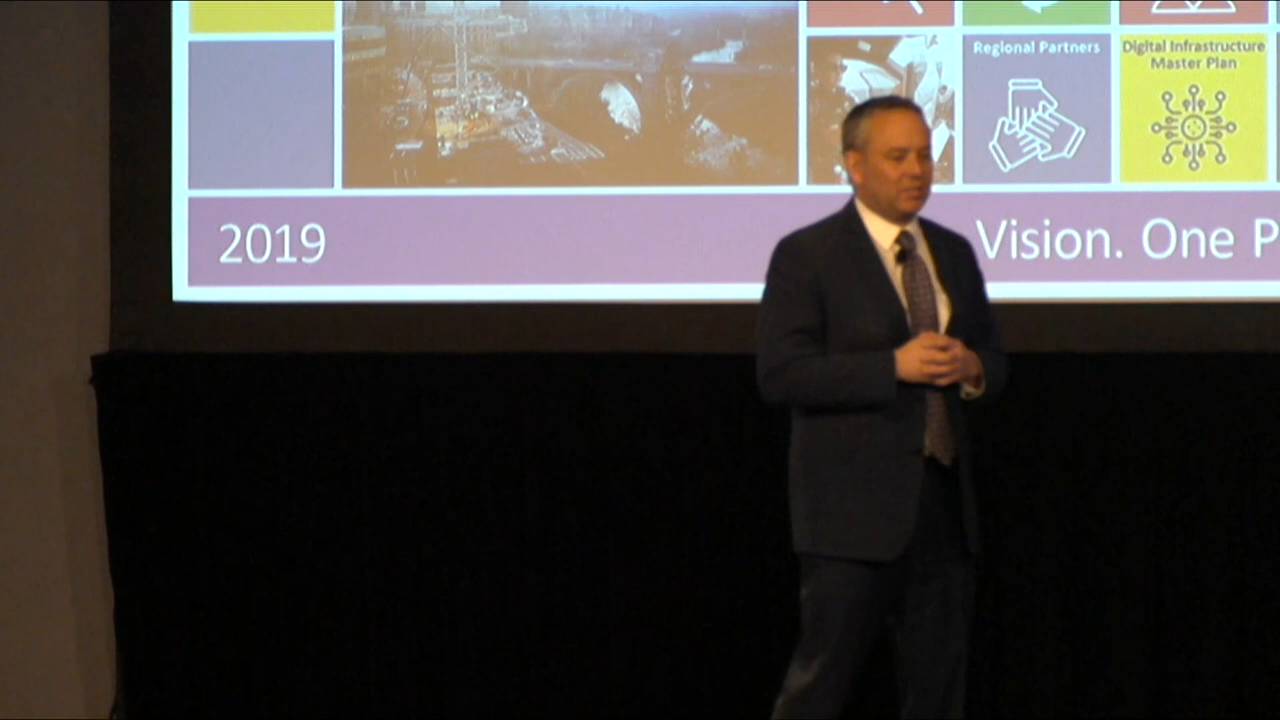 Regional Partners
Digital Infrastructure
Master Plan
2019
Vision. One P